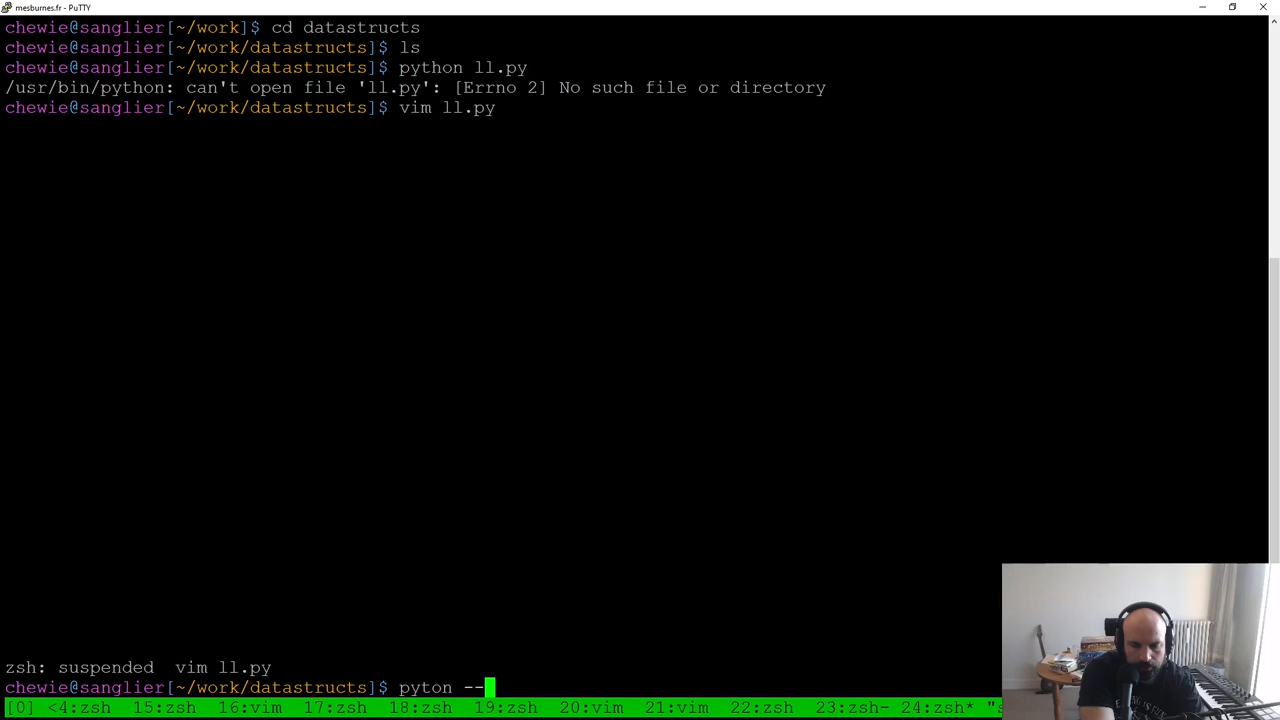 mesburnes.fr - PuTTY
chewie@sanglier[~/work]$ cd datastructs
chewie@sanglier[~/work/datastructs]$ ls
chewie@sanglier[~/work/datastructs]$ python ll.py
/usr/bin/python: can't open file 'll.py': [Errno 2] No such file or directory
chewie@sanglier[~/work/datastructs]$ vim ll.py
zsh: suspended  vim ll.py
chewie@sanglier[~/work/datastructs]$ pyton --
[0] <4:zsh  15:zsh  16:vim  17:zsh  18:zsh  19:zsh  20:vim  21:vim  22:zsh  23:zsh- 24:zsh* "s